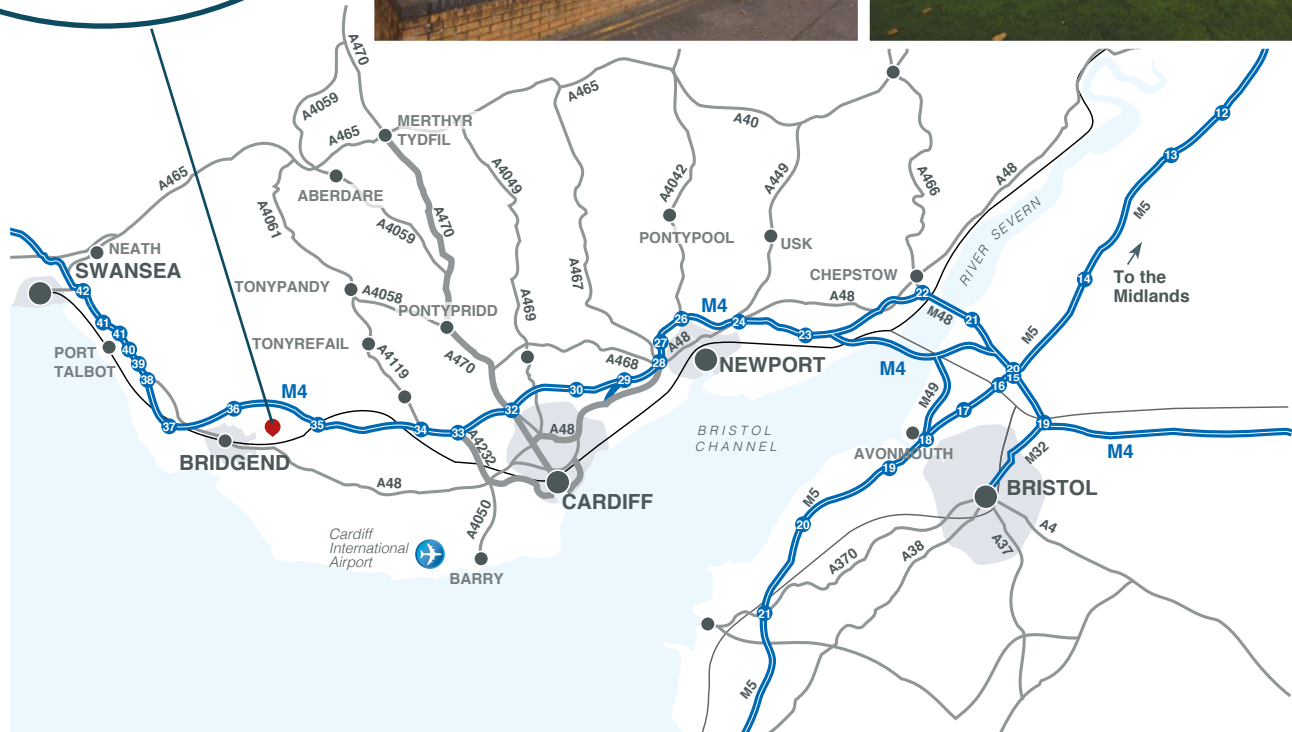 A470
A4059
A465
MERTHYR
TYDFIL
A465
A40
12
13
A465
ABERDARE
A4049
A4042
A449
A466
A48
M5
A4061
A4059
A470
PONTYPOOL
USK
RIVER SEVERN
NEATH
SWANSEA
42
TONYPANDY
A4058
A467
CHEPSTOW
A48
22
14
To the
Midlands
PONTYPRIDD
A469
M4
26
24
23
M48
21
M5
41
41
40
39
38
PORT
TALBOT
TONYREFAIL
A4119
A470
A468
27
A48
28
NEWPORT
M4
20
15
16
M49
17
29
30
32
M4
36
35
37
34
33
A4232
A48
BRISTOL
CHANNEL
18
19
M4
M32
AVONMOUTH
19
BRIDGEND
A48
CARDIFF
BRISTOL
M5
20
A4050
Cardiff
International
Airport
BARRY
A370
A38
A37
A4
21
M5